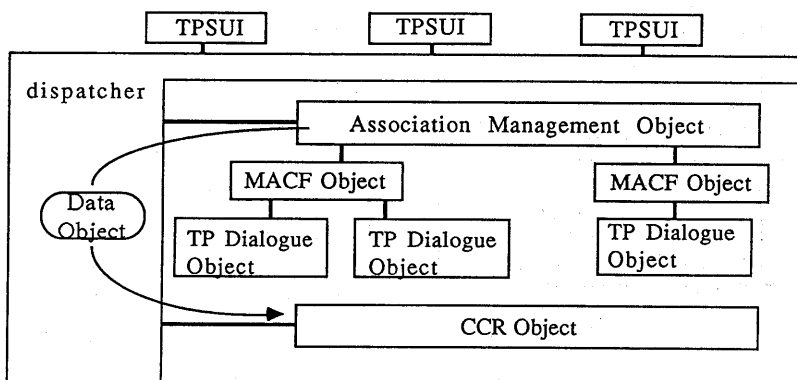 TPSUI TPSUI TPSUI
dispatcher
Association Management Object
MACF Object MACF Object
Data
Object
TP Dialogue
Object
TP Dialogue
Object
TP Dialogue
Object
CCR Object